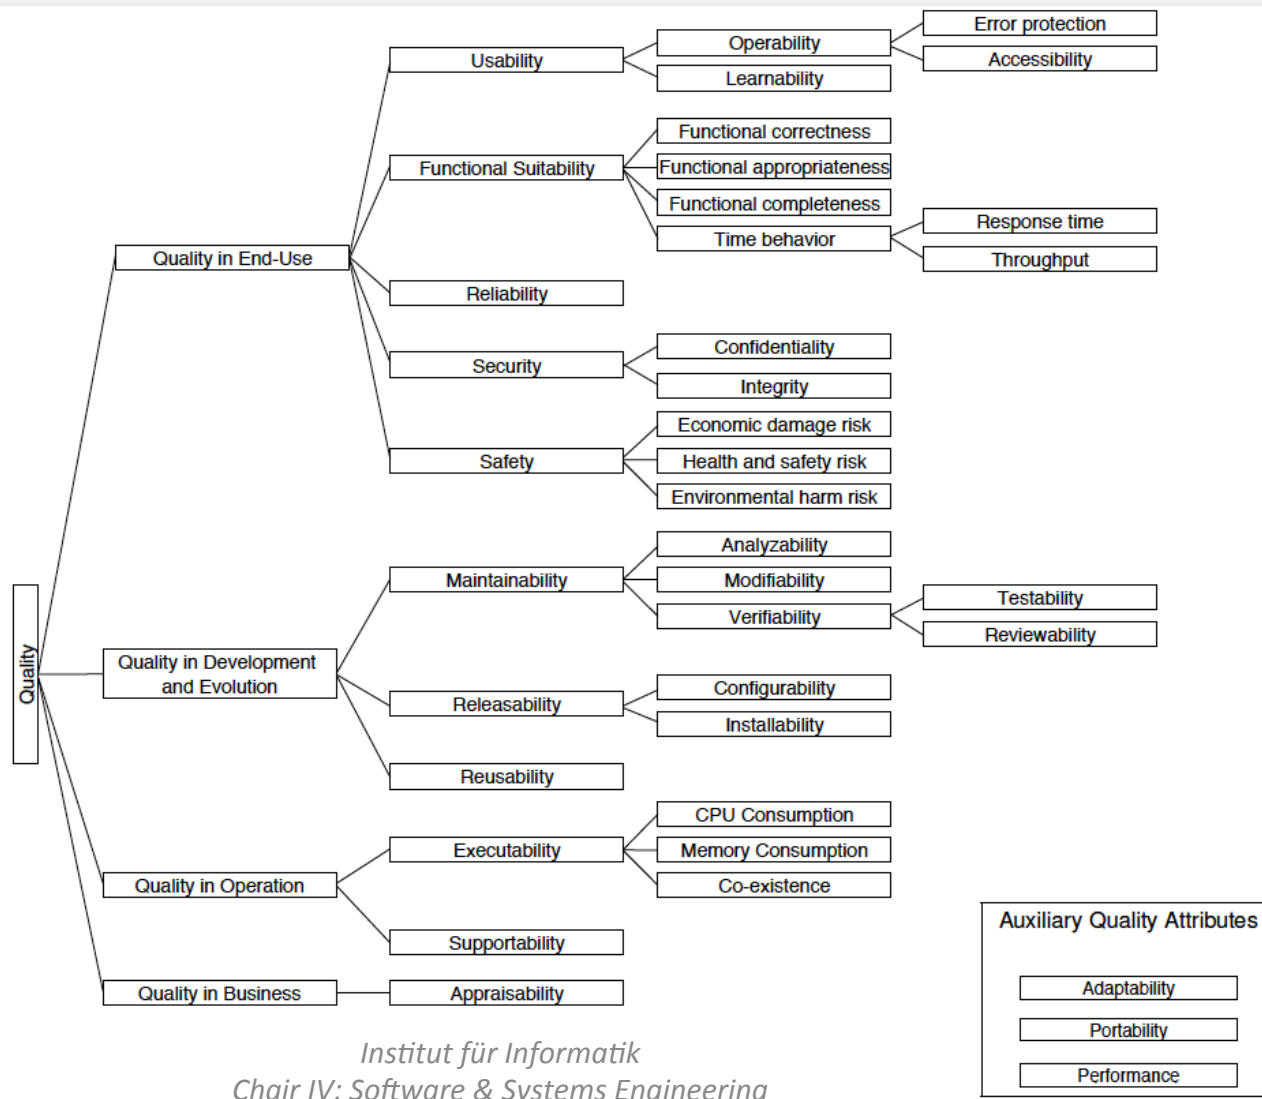 Error protection
Operability
Accessibility
Usability
Learnability
Functional correctness
Functional Suitability
Functional appropriateness
Functional completeness
Response time
Time behavior
Quality in End-Use
Throughput
Reliability
Confidentiality
Security
Integrity
Economic damage risk
Safety
Health and safety risk
Environmental harm risk
Analyzability
Maintainability
Modifiability
Testability
Verifiability
Reviewability
Quality
Quality in Development
and Evolution
Configurability
Releasability
Installability
Reusability
CPU Consumption
Executability
Memory Consumption
Quality in Operation
Co-existence
Supportability
Quality in Business
Appraisability
Auxiliary Quality Attributes
Adaptability
Portability
Performance
Institut für Informatik
Chair IV: Software & Systems Engineering